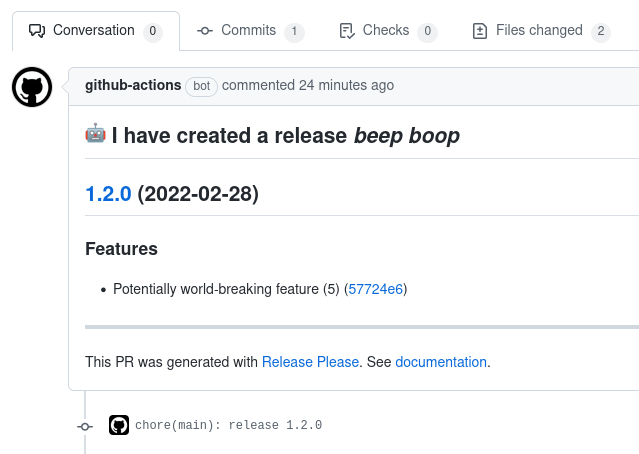 Conversation 0 Commits 1 Checks 0 Files changed 2
github-actions bot commented 24 minutes ago
🤖 I have created a release beep boop
1.2.0 (2022-02-28)
Features
• Potentially world-breaking feature (5) (57724e6)
This PR was generated with Release Please. See documentation.
chore(main): release 1.2.0